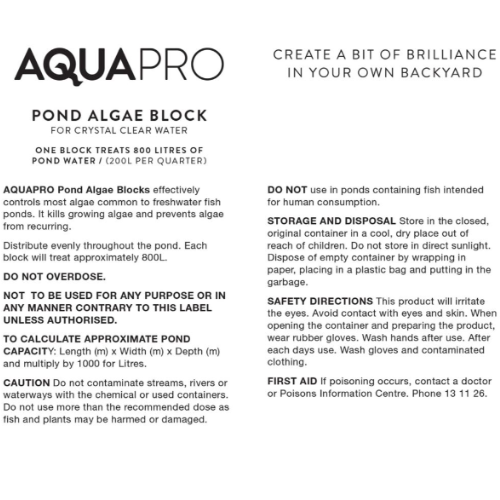 AQUAPRO
POND ALGAE BLOCK
FOR CRYSTAL CLEAR WATER
ONE BLOCK TREATS 800 LITRES OF
POND WATER / (200L PER QUARTER)
AQUAPRO Pond Algae Blocks effectively
controls most algae common to freshwater fish
ponds. It kills growing algae and prevents algae
from recurring.
Distribute evenly throughout the pond. Each
block will treat approximately 800L.
DO NOT OVERDOSE.
NOT TO BE USED FOR ANY PURPOSE OR IN
ANY MANNER CONTRARY TO THIS LABEL
UNLESS AUTHORISED.
TO CALCULATE APPROXIMATE POND
CAPACITY: Length (m) x Width (m) x Depth (m)
and multiply by 1000 for Litres.
CAUTION Do not contaminate streams, rivers or
waterways with the chemical or used containers.
Do not use more than the recommended dose as
fish and plants may be harmed or damaged.
CREATE A BIT OF BRILLIANCE
IN YOUR OWN BACKYARD
DO NOT use in ponds containing fish intended
for human consumption.
STORAGE AND DISPOSAL Store in the closed,
original container in a cool, dry place out of
reach of children. Do not store in direct sunlight.
Dispose of empty container by wrapping in
paper, placing in a plastic bag and putting in the
garbage.
SAFETY DIRECTIONS This product will irritate
the eyes. Avoid contact with eyes and skin. When
opening the container and preparing the product,
wear rubber gloves. Wash hands after use. After
each days use. Wash gloves and contaminated
clothing.
FIRST AID If poisoning occurs, contact a doctor
or Poisons Information Centre. Phone 13 11 26.